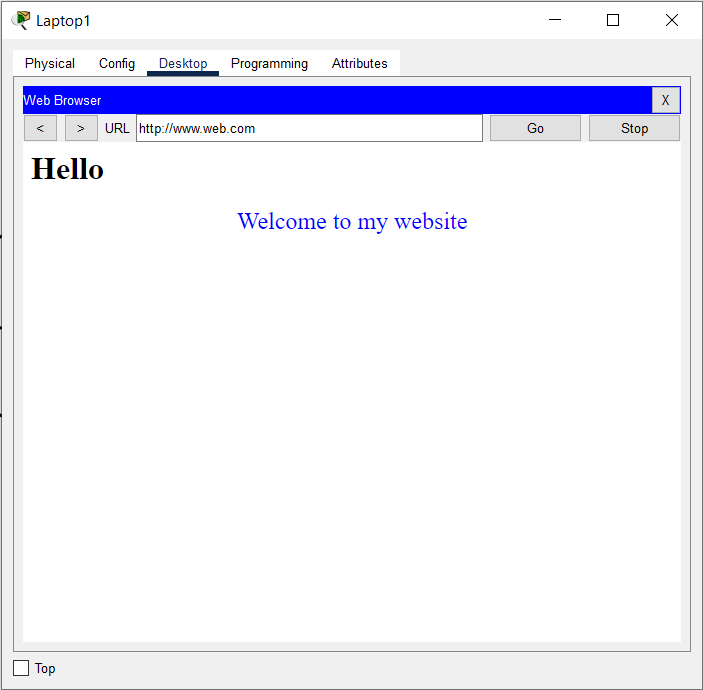 Laptop1
Physical Config Desktop Programming Attributes
Web Browser X
< > URL http://www.web.com Go Stop
Hello
Welcome to my website
Top